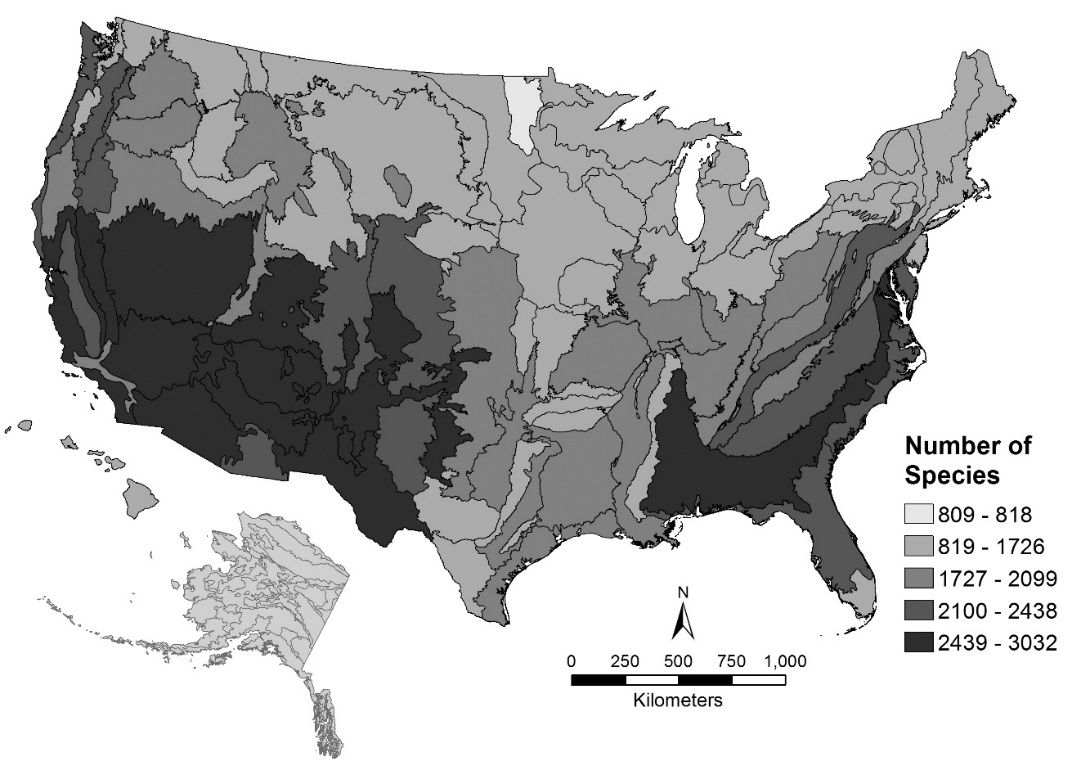 Number of
Species
809 - 818
819 - 1726
1727 - 2099
2100 - 2438
2439 - 3032
N
0 250 500 750 1,000
Kilometers